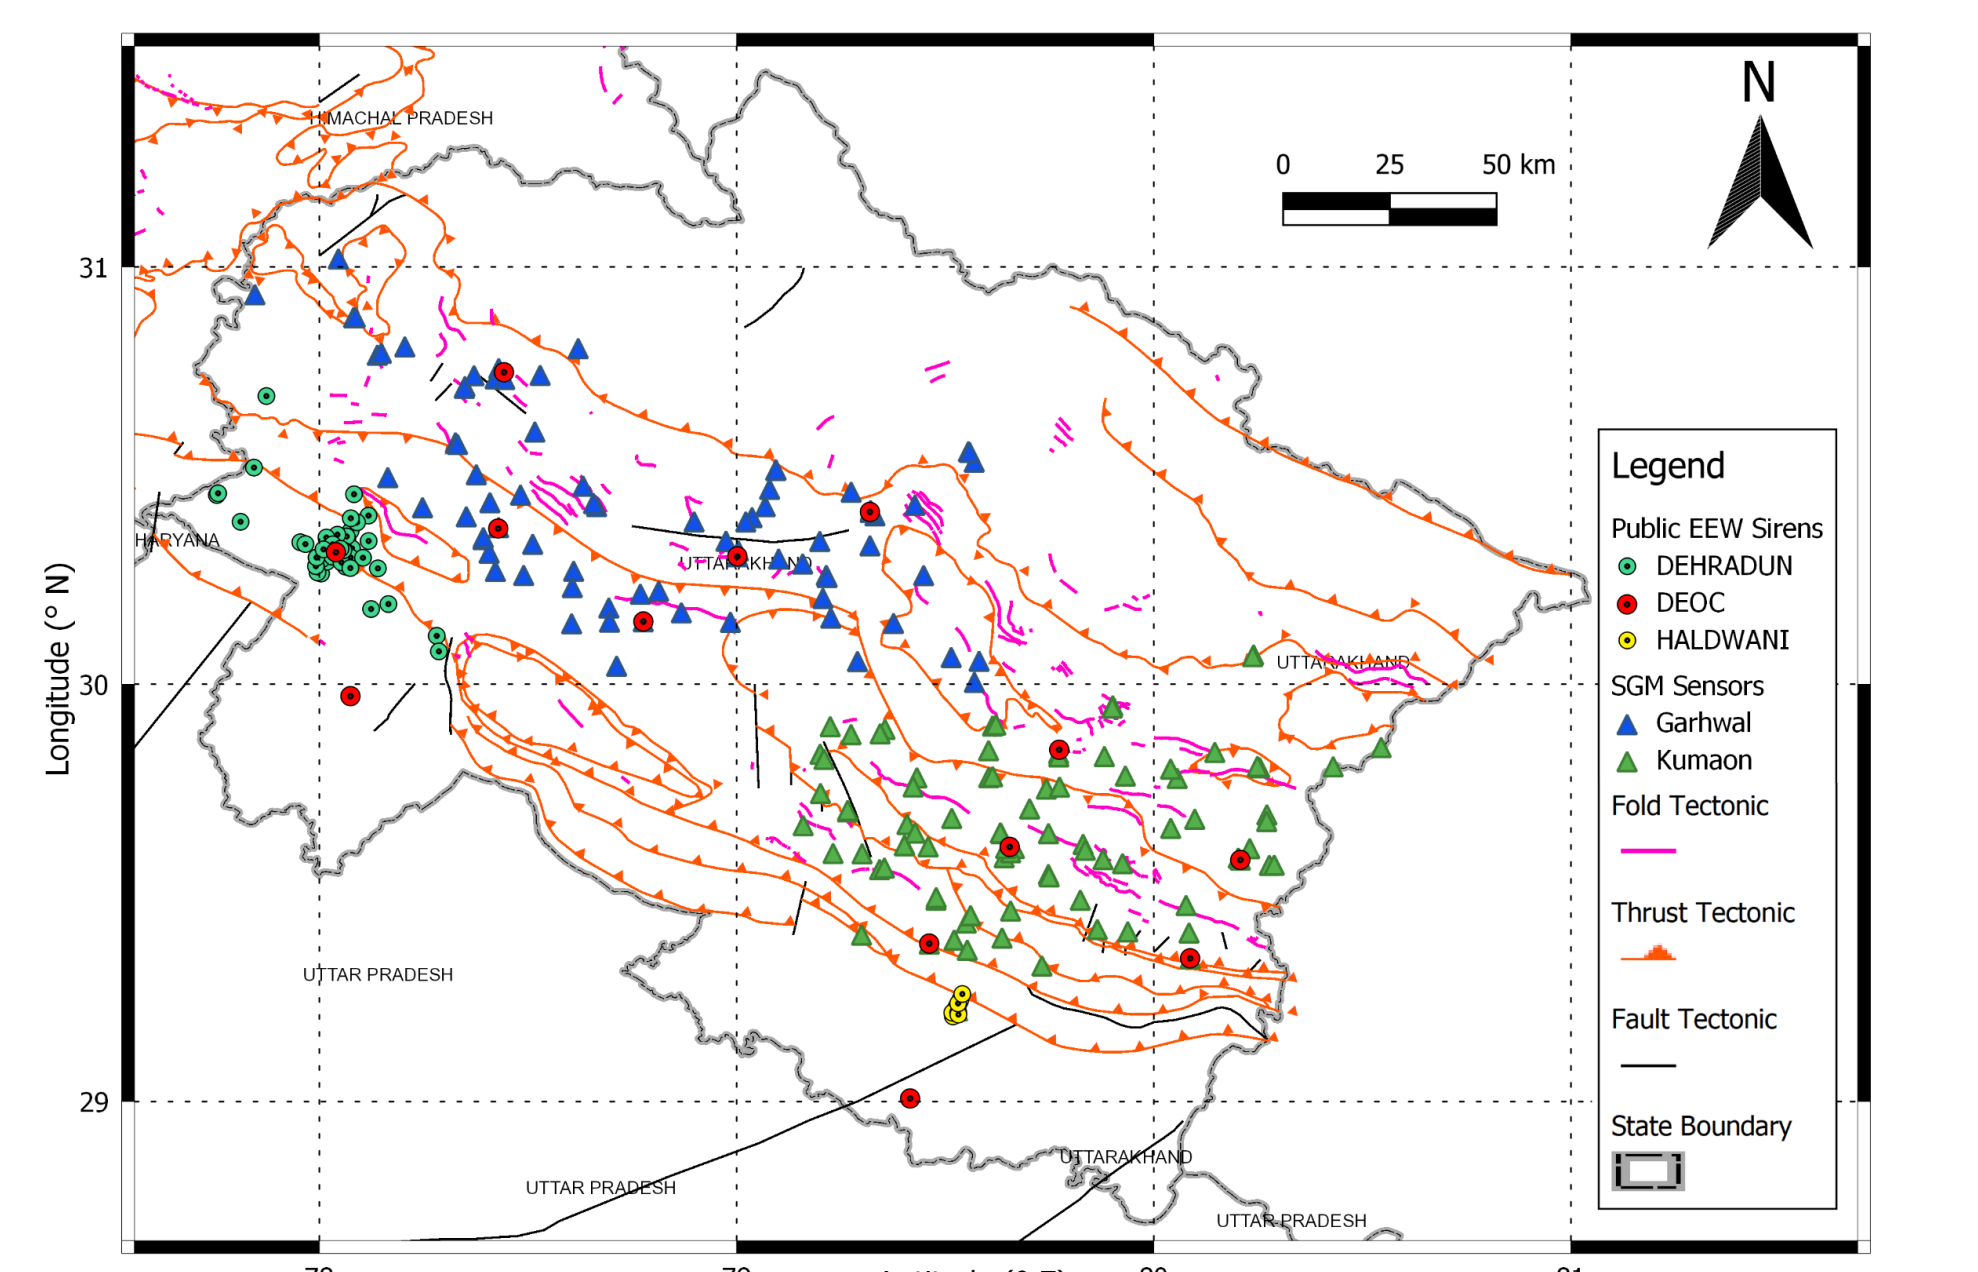 N
0 25 50 km
HIMACHAL PRADESH
31
HARYANA
UTTARAKHAND
UTTARAKHAND
30
29
Longitude (° N)
UTTAR PRADESH
UTTARAKHAND
UTTAR PRADESH
UTTAR PRADESH
Legend
Public EEW Sirens
DEHRADUN
DEOC
HALDWANI
SGM Sensors
Garhwal
Kumaon
Fold Tectonic
Thrust Tectonic
Fault Tectonic
State Boundary